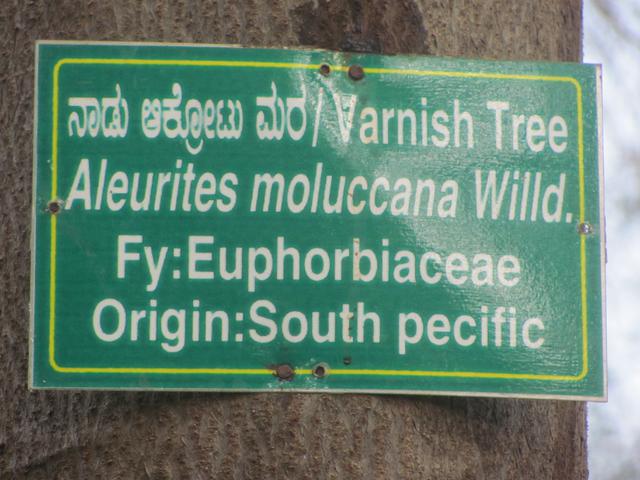 ನಾಡು ಆಕ್ರೋಟು ಮರ/Varnish Tree
Aleurites moluccana Willd.
Fy:Euphorbiaceae
Origin:South pecific